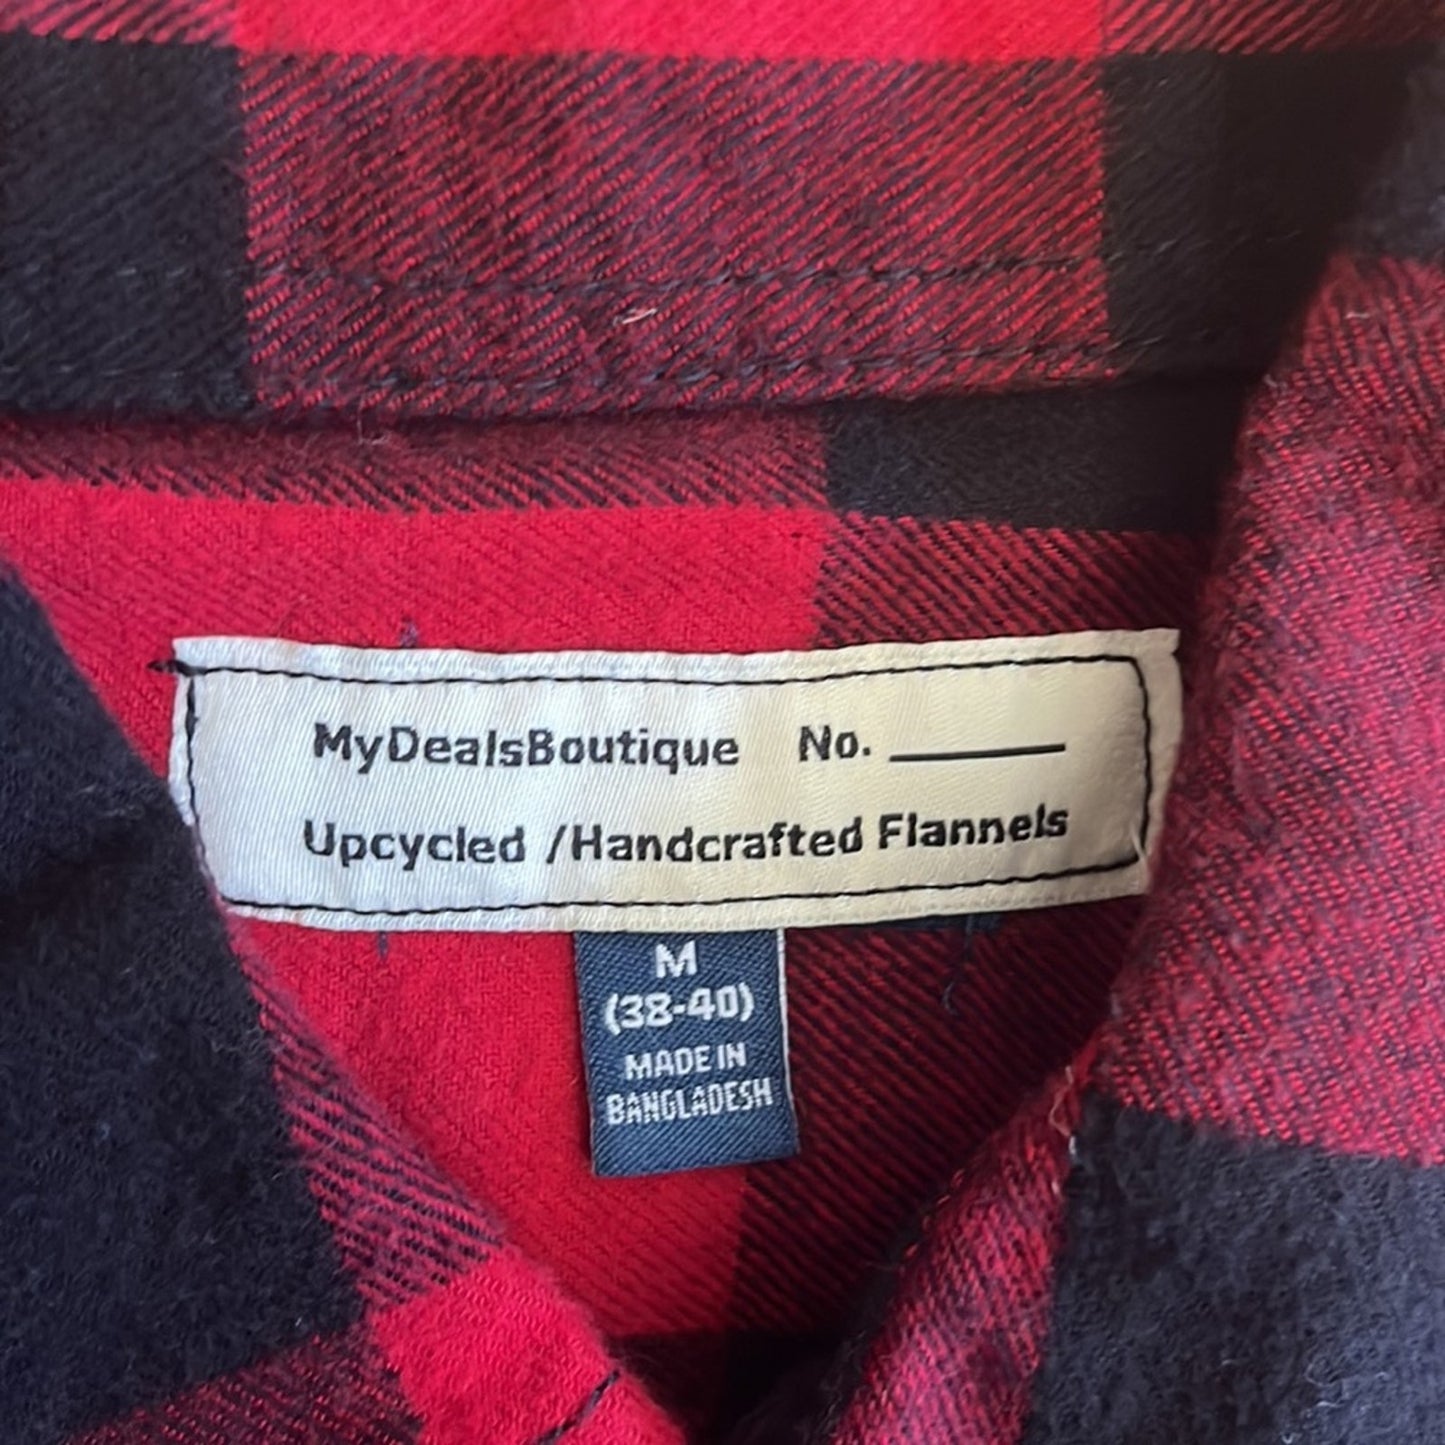 MyDealsBoutique No. ______
Upcycled /Handcrafted Flannels
M
(38-40)
MADE IN
BANGLADESH